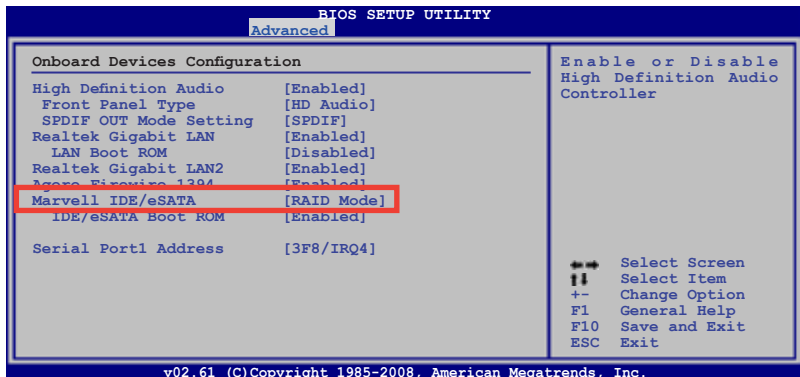 BIOS SETUP UTILITY
Advanced
Onboard Devices Configuration
High Definition Audio [Enabled]
Front Panel Type [HD Audio]
SPDIF OUT Mode Setting [SPDIF]
Realtek Gigabit LAN [Enabled]
LAN Boot ROM [Disabled]
Realtek Gigabit LAN2 [Enabled]
Agere Firewire 1394 [Enabled]
Marvell IDE/eSATA [RAID Mode]
IDE/eSATA Boot ROM [Enabled]
Serial Port1 Address [3F8/IRQ4]
Enable or Disable
High Definition Audio
Controller
Select Screen
Select Item
+- Change Option
F1 General Help
F10 Save and Exit
ESC Exit
v02.61 (C)Copyright 1985-2008, American Megatrends, Inc.